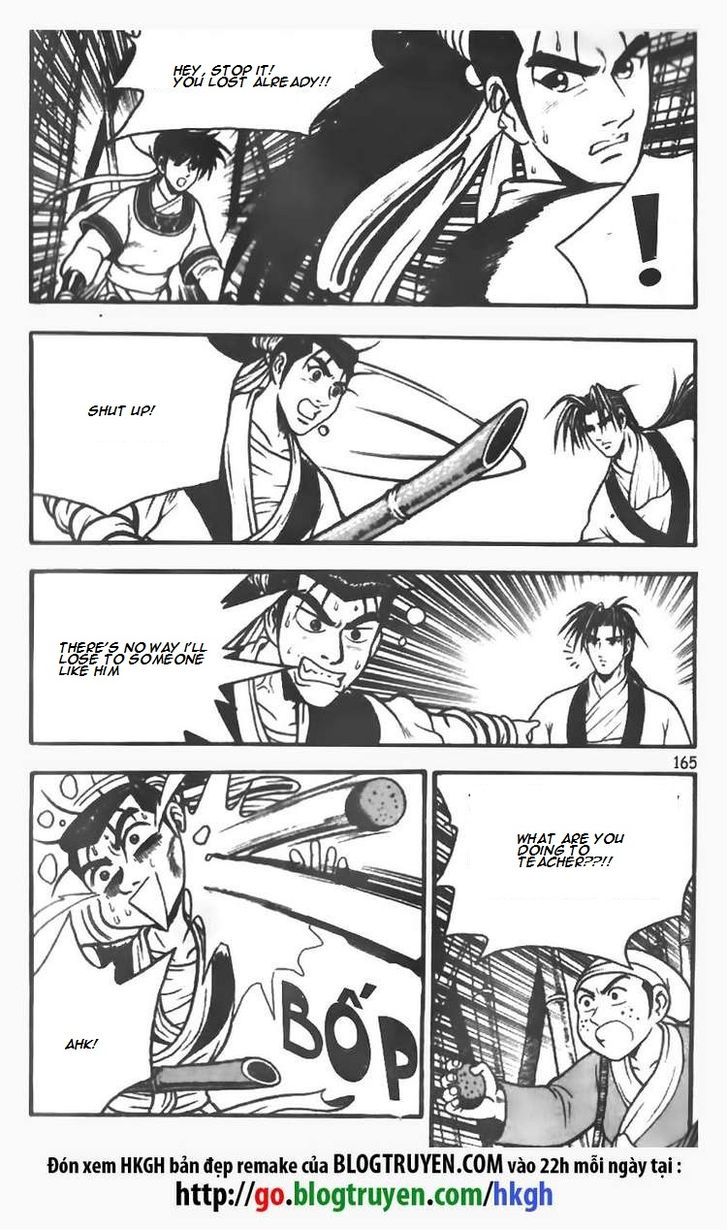 HEY, STOP IT!
YOU LOST ALREADY!!
!
SHUT UP!
THERE'S NO WAY I'LL
LOSE TO SOMEONE
LIKE HIM
165
AHK!
BỐP
WHAT ARE YOU
DOING TO
TEACHER??!!
Đón xem HKGH bản đẹp remake của BLOGTRUYEN.COM vào 22h mỗi ngày tại :
http://go.blogtruyen.com/hkgh